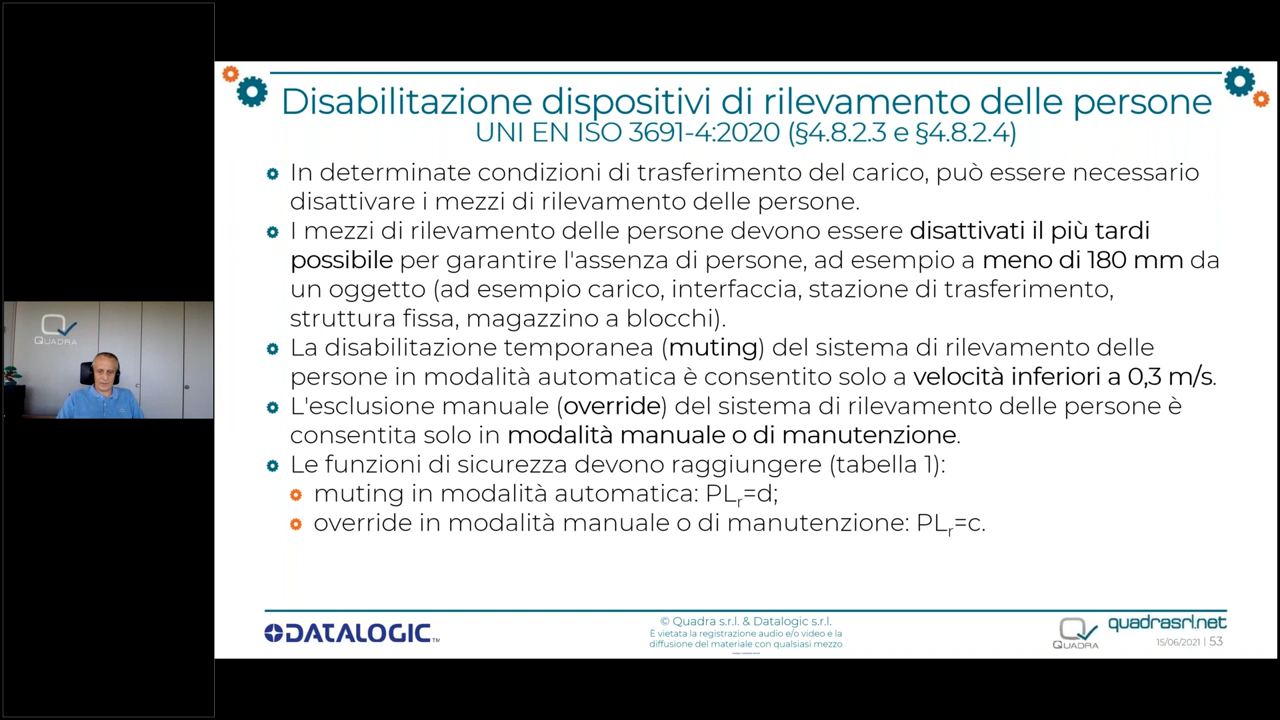 QUADRA
Disabilitazione dispositivi di rilevamento delle persone
UNI EN ISO 3691-4:2020 (§4.8.2.3 e §4.8.2.4)
In determinate condizioni di trasferimento del carico, può essere necessario
disattivare i mezzi di rilevamento delle persone.
I mezzi di rilevamento delle persone devono essere disattivati il più tardi
possibile per garantire l'assenza di persone, ad esempio a meno di 180 mm da
un oggetto (ad esempio carico, interfaccia, stazione di trasferimento,
struttura fissa, magazzino a blocchi).
La disabilitazione temporanea (muting) del sistema di rilevamento delle
persone in modalità automatica è consentito solo a velocità inferiori a 0,3 m/s.
L'esclusione manuale (override) del sistema di rilevamento delle persone è
consentita solo in modalità manuale o di manutenzione.
Le funzioni di sicurezza devono raggiungere (tabella 1):
muting in modalità automatica: PLr=d;
override in modalità manuale o di manutenzione: PLr=c.
DATALOGIC™
© Quadra s.r.l. & Datalogic s.r.l.
È vietata la registrazione audio e/o video e la
diffusione del materiale con qualsiasi mezzo
QUADRA
quadrasrl.net
15/06/2021 | 53